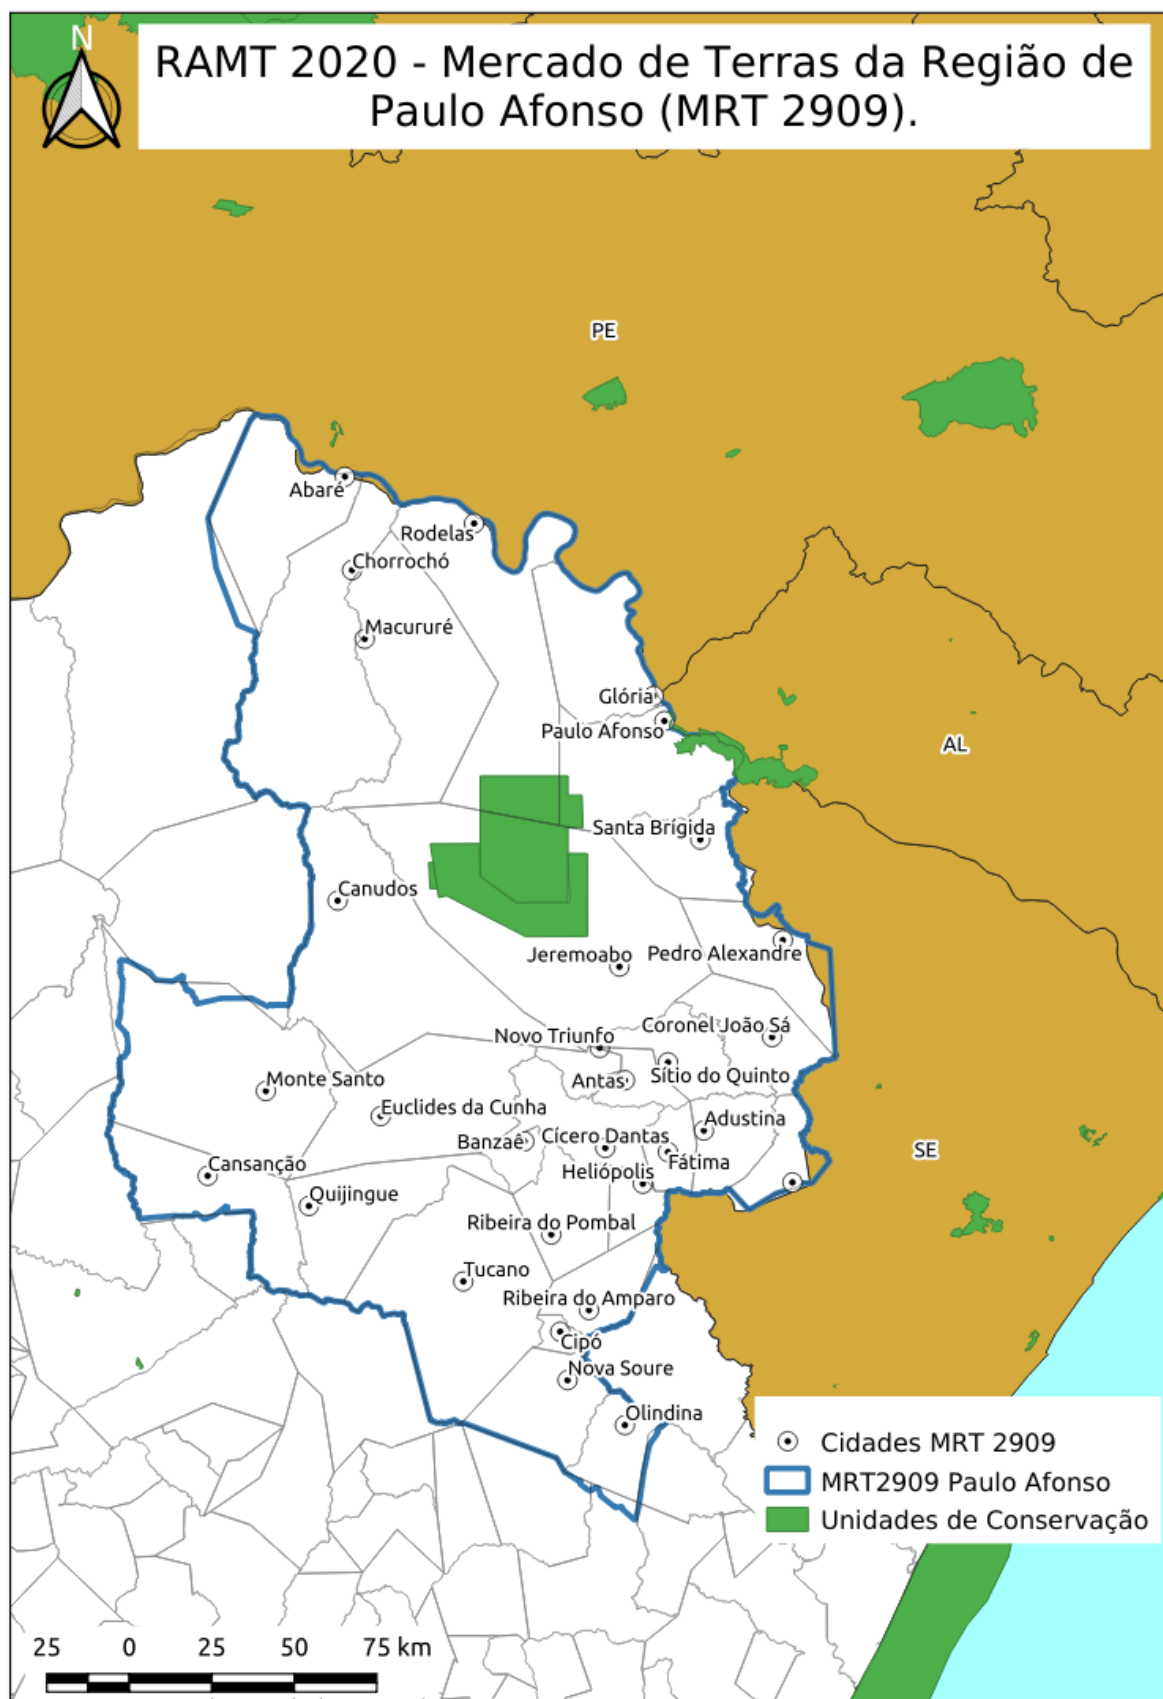 N
RAMT 2020 - Mercado de Terras da Região de
Paulo Afonso (MRT 2909).
PE
Abaré
Rodelas
Chorrochó
Macururé
Glória
Paulo Afonso
AL
Santa Brígida
Canudos
Jeremoabo
Pedro Alexandre
Novo Triunfo
Coronel João Sá
Antas
Sítio do Quinto
Monte Santo
Euclides da Cunha
Adustina
Banzaê
Cícero Dantas
SE
Cansanção
Heliópolis
Fátima
Quijingue
Ribeira do Pombal
Tucano
Ribeira do Amparo
Cipó
Nova Soure
Olindina
Cidades MRT 2909
MRT2909 Paulo Afonso
Unidades de Conservação
25 0 25 50 75 km